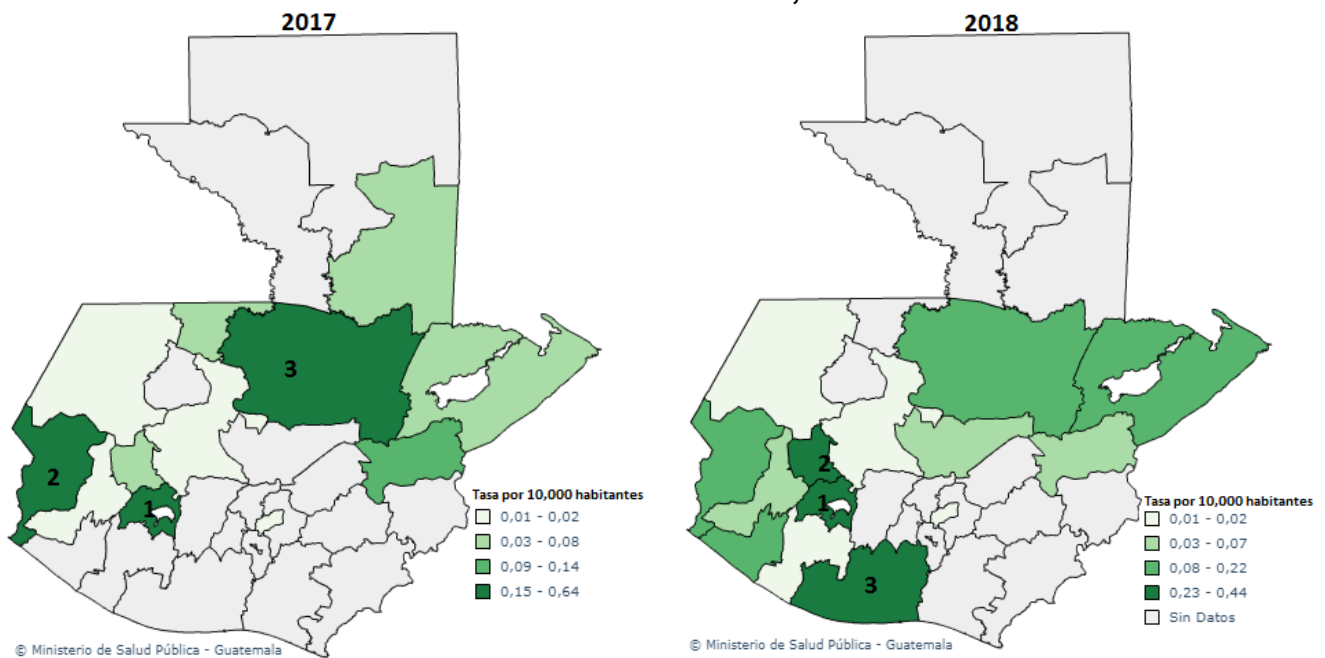 2017
3
2
1
Tasa por 10,000 habitantes
0,01 - 0,02
0,03 - 0,08
0,09 - 0,14
0,15 - 0,64
© Ministerio de Salud Pública - Guatemala
2018
2
1
3
Tasa por 10,000 habitantes
0,01 - 0,02
0,03 - 0,07
0,08 - 0,22
0,23 - 0,44
Sin Datos
© Ministerio de Salud Pública - Guatemala